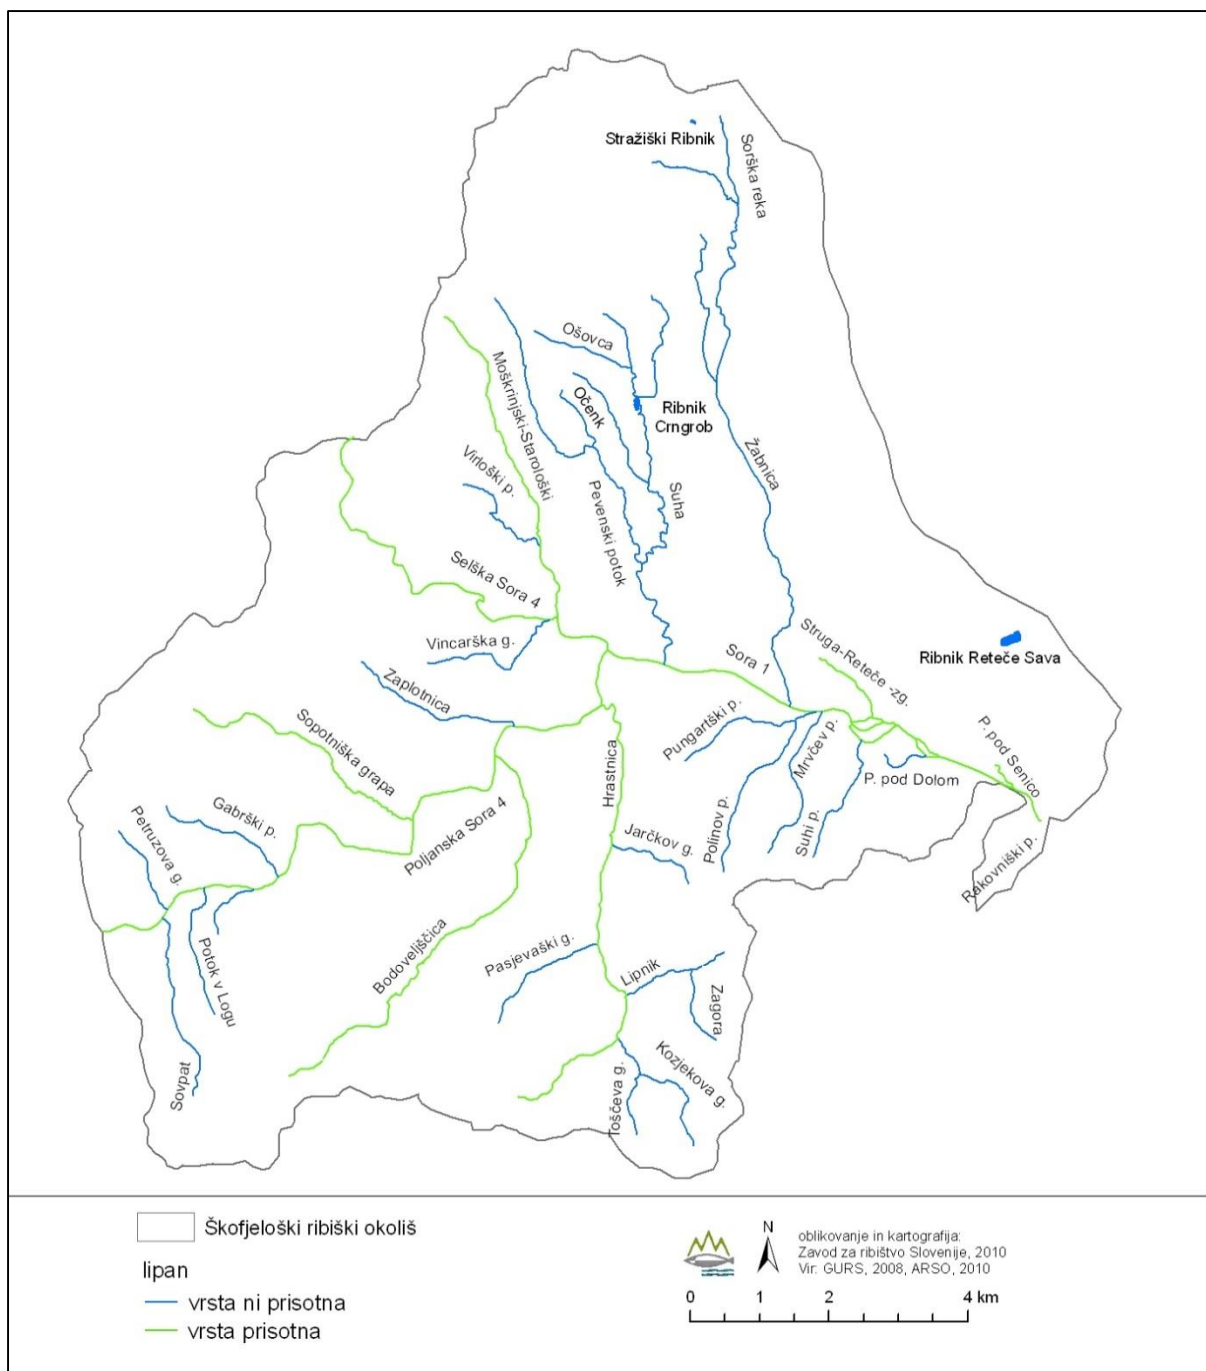 Stražiški Ribnik
Sorška reka
Ošovca
Moškrinjski-Starološki
Očenk
Ribnik
Crngrob
Virloški p.
Žabnica
Suha
Pevenski potok
Selška Sora 4
Vincarška g.
Struga-Reteče -zg.
Ribnik Reteče Sava
Sora 1
Zaplotnica
Sopotniška grapa
Pungartški p.
Mrvčev p.
P. pod Senico
Hrastnica
P. pod Dolom
Gabrški p.
Petruzova g.
Poljanska Sora 4
Jarčkov g.
Polinov p.
Suhi p.
Rakovniški p.
Bodoveljščica
Pasjevaški g.
Potok v Logu
Lipnik
Zagora
Sovpat
Kozjekova g.
Toščeva g.
Škofjeloški ribiški okoliš
lipan
vrsta ni prisotna
vrsta prisotna
N
oblikovanje in kartografija:
Zavod za ribištvo Slovenije, 2010
Vir: GURS, 2008, ARSO, 2010
0 1 2 4 km